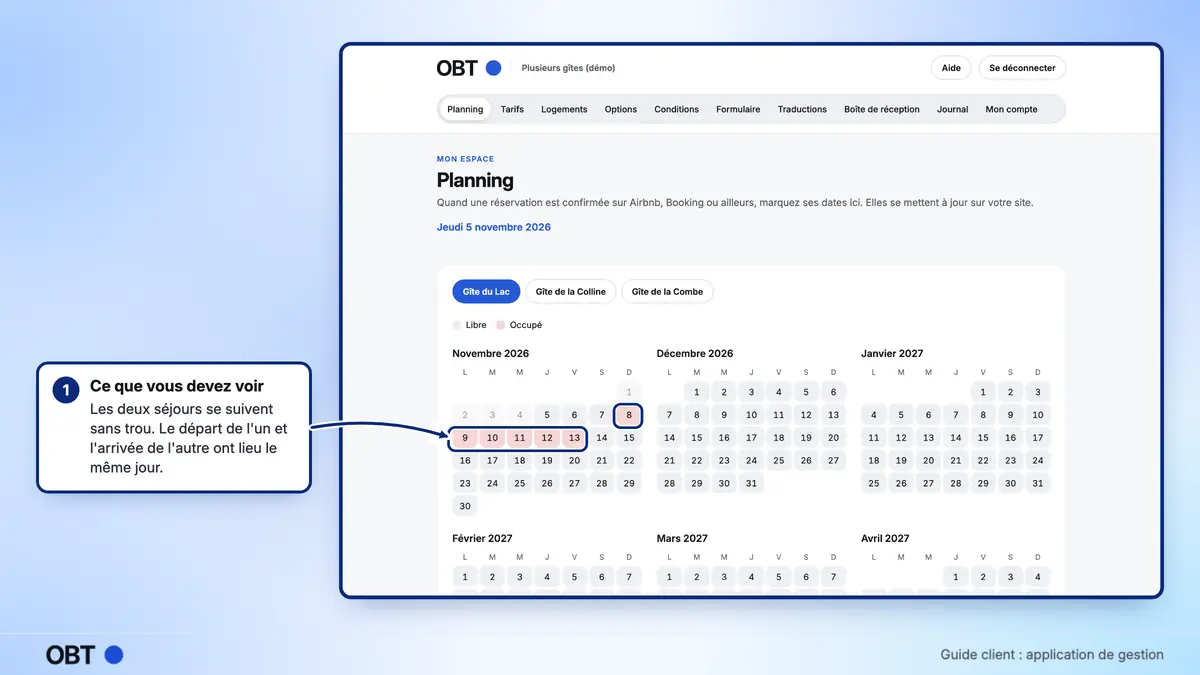 OBT
Plusieurs gîtes (démo)
Aide
Se déconnecter
Planning Tarifs Logements Options Conditions Formulaire Traductions Boîte de réception Journal Mon compte
MON ESPACE
Planning
Quand une réservation est confirmée sur Airbnb, Booking ou ailleurs, marquez ses dates ici. Elles se mettent à jour sur votre site.
Jeudi 5 novembre 2026
Gîte du Lac Gîte de la Colline Gîte de la Combe
Libre Occupé
Novembre 2026
L M M J V S D
1
2 3 4 5 6 7 8
9 10 11 12 13 14 15
16 17 18 19 20 21 22
23 24 25 26 27 28 29
30
Décembre 2026
L M M J V S D
1 2 3 4 5 6
7 8 9 10 11 12 13
14 15 16 17 18 19 20
21 22 23 24 25 26 27
28 29 30 31
Janvier 2027
L M M J V S D
1 2 3
4 5 6 7 8 9 10
11 12 13 14 15 16 17
18 19 20 21 22 23 24
25 26 27 28 29 30 31
Février 2027
L M M J V S D
1 2 3 4 5 6 7
Mars 2027
L M M J V S D
1 2 3 4 5 6 7
Avril 2027
L M M J V S D
1 2 3 4
1
Ce que vous devez voir
Les deux séjours se suivent
sans trou. Le départ de l'un et
l'arrivée de l'autre ont lieu le
même jour.
OBT
Guide client : application de gestion